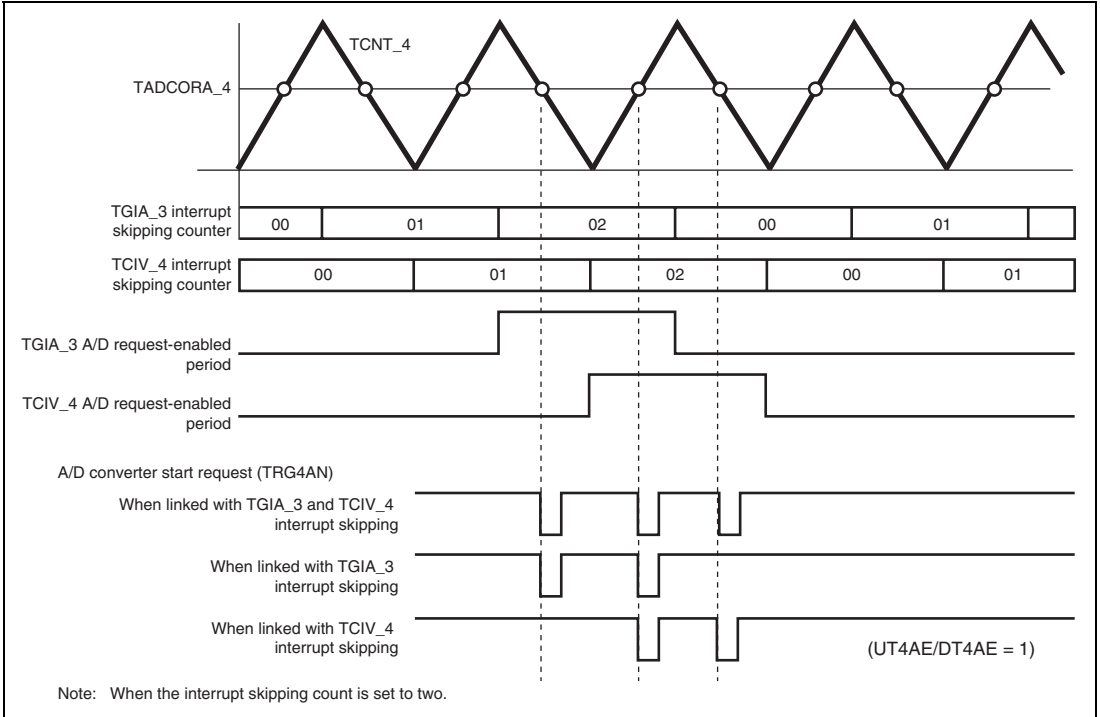 TCNT_4
TADCORA_4
TGIA_3 interrupt
skipping counter
00 01 02 00 01
TCIV_4 interrupt
skipping counter
00 01 02 00 01
TGIA_3 A/D request-enabled
period
TCIV_4 A/D request-enabled
period
A/D converter start request (TRG4AN)
When linked with TGIA_3 and TCIV_4
interrupt skipping
When linked with TGIA_3
interrupt skipping
When linked with TCIV_4
interrupt skipping
(UT4AE/DT4AE = 1)
Note: When the interrupt skipping count is set to two.